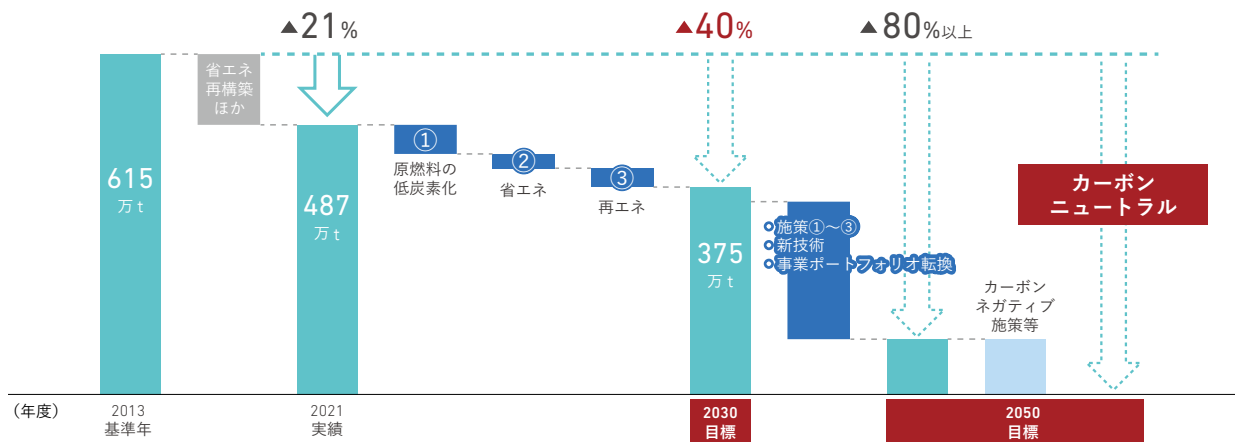 ▲21%
▲40%
▲80%以上
省エネ
再構築
ほか
615
万t
487
万t
①
原燃料の
低炭素化
②
省エネ
③
再エネ
375
万t
施策①～③
新技術
事業ポートフォリオ転換
カーボン
ネガティブ
施策等
カーボン
ニュートラル
（年度）
2013
基準年
2021
実績
2030
目標
2050
目標